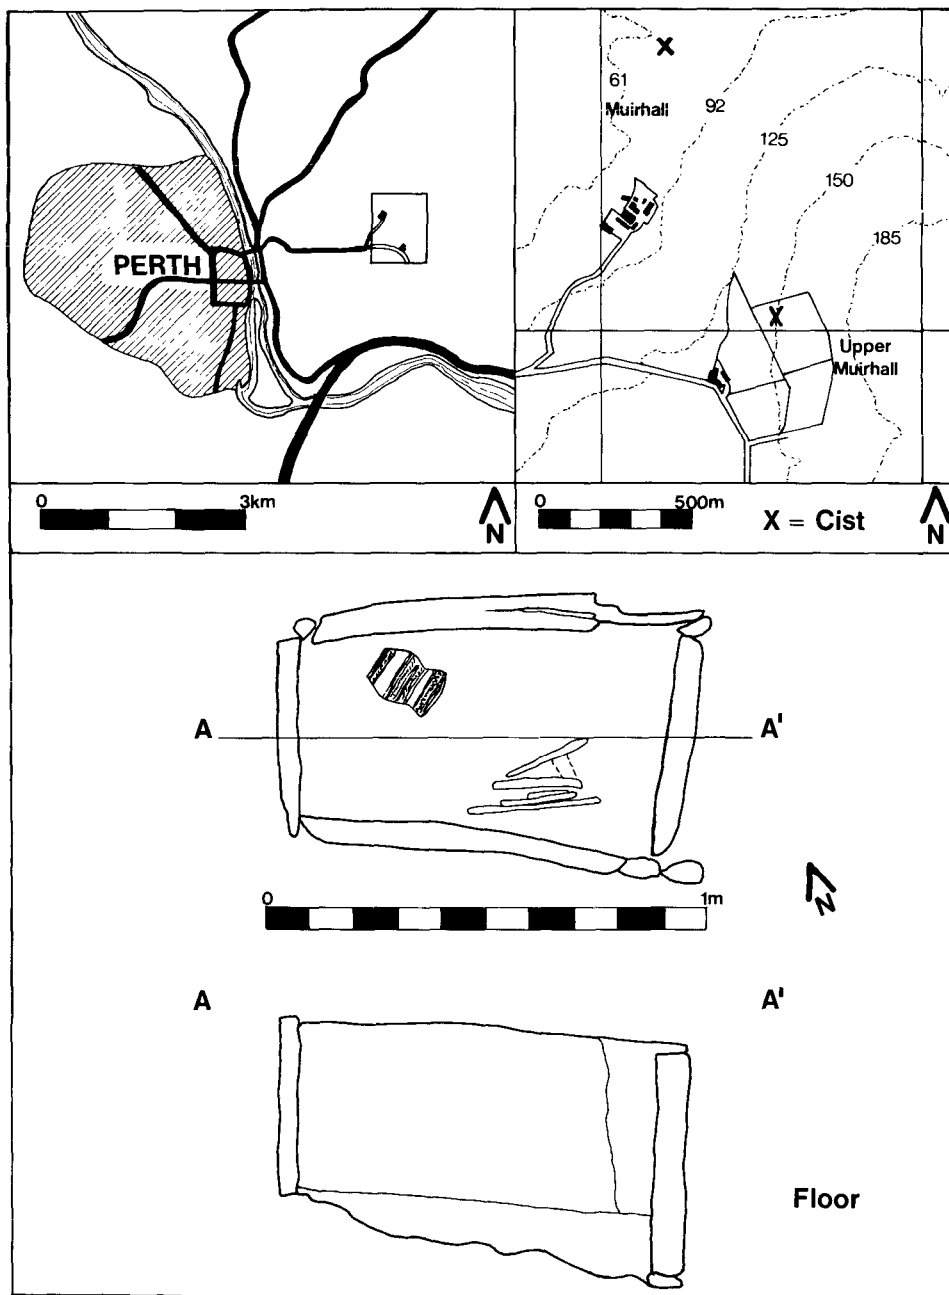 PERTH
0 3km
N
61
Muirhall
92
125
150
185
Upper
Muirhall
X
X
0 500m
X = Cist
N
A A'
0 1m
N
A A'
Floor